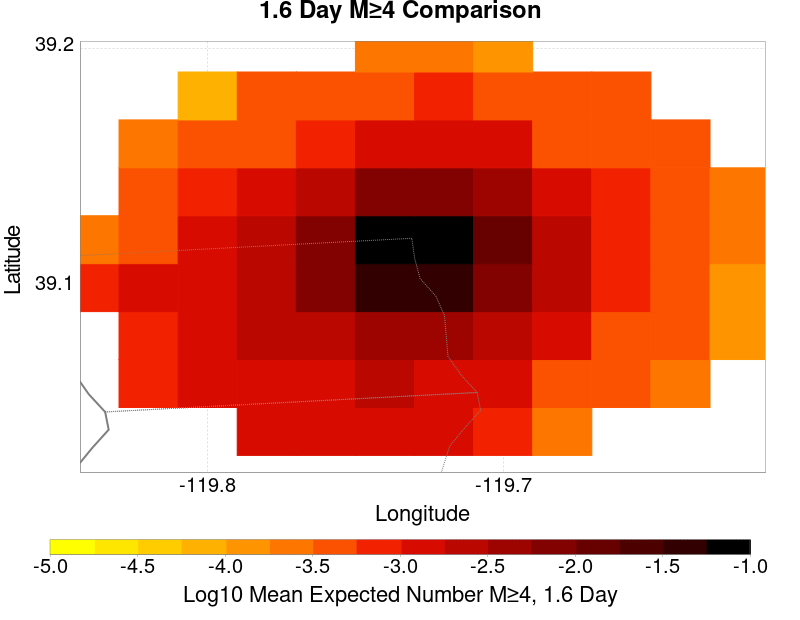 1.6 Day M≥4 Comparison
39.2
39.1
Latitude
-119.8
-119.7
Longitude
-5.0 -4.5 -4.0 -3.5 -3.0 -2.5 -2.0 -1.5 -1.0
Log10 Mean Expected Number M≥4, 1.6 Day